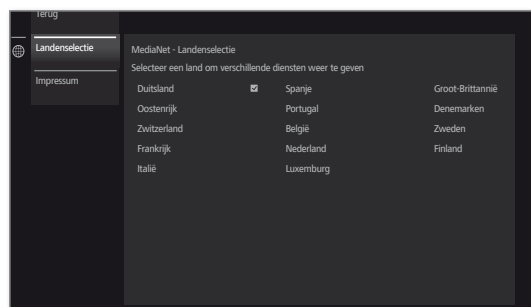 Terug
Landenselectie
Impressum
MediaNet - Landenselectie
Selecteer een land om verschillende diensten weer te geven
Duitsland Spanje Groot-Brittannië
Oostenrijk Portugal Denemarken
Zwitzerland België Zweden
Frankrijk Nederland Finland
Italië Luxemburg